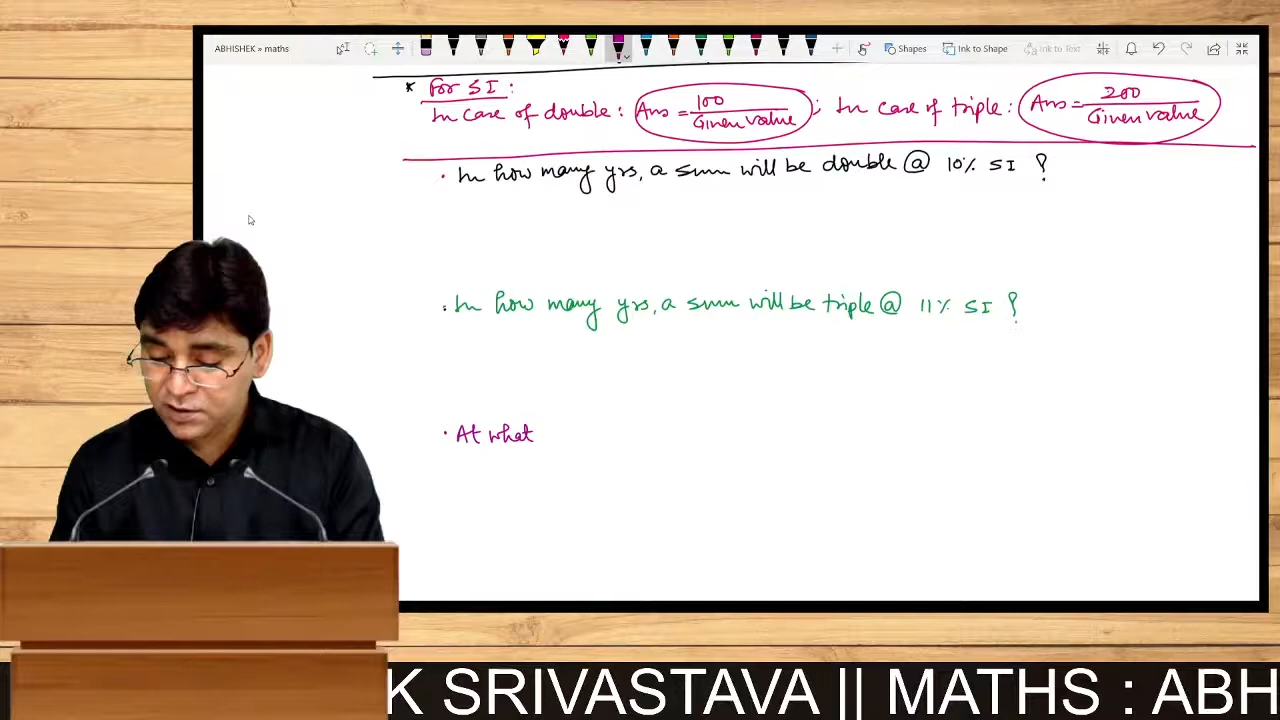 ABHISHEK » maths
Shapes
Ink to Shape
Ink to Text
* For SI:
In case of double: Ans = 100/Given value ; In case of triple: Ans = 200/Given value
· In how many yrs, a sum will be double @ 10% SI ?
· In how many yrs, a sum will be triple @ 11% SI ?
· At what
K SRIVASTAVA || MATHS : ABH